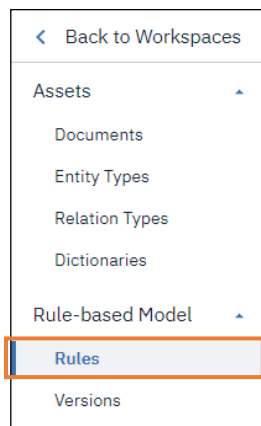 Back to Workspaces
Assets
Documents
Entity Types
Relation Types
Dictionaries
Rule-based Model
Rules
Versions